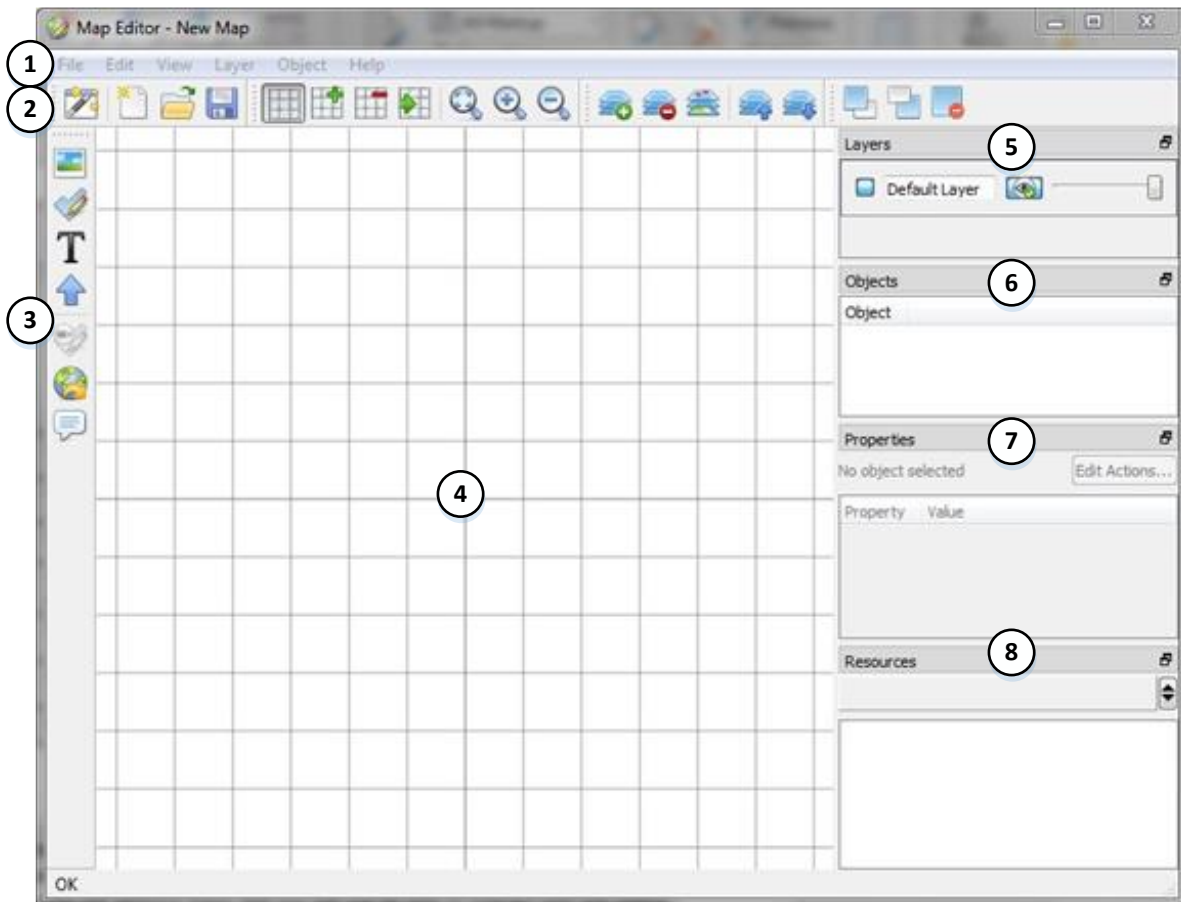 Map Editor - New Map
1
File Edit View Layer Object Help
2
Layers
5
Default Layer
T
Objects
6
Object
3
Properties
7
No object selected
Edit Actions...
4
Property Value
Resources
8
OK